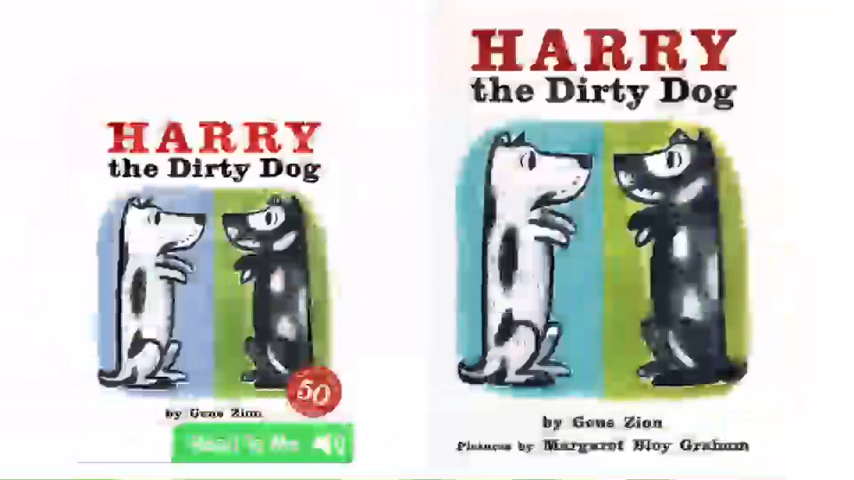 HARRY
the Dirty Dog
50
by Gene Zion
Read To Me
HARRY
the Dirty Dog
by Gene Zion
Pictures by Margaret Bloy Graham